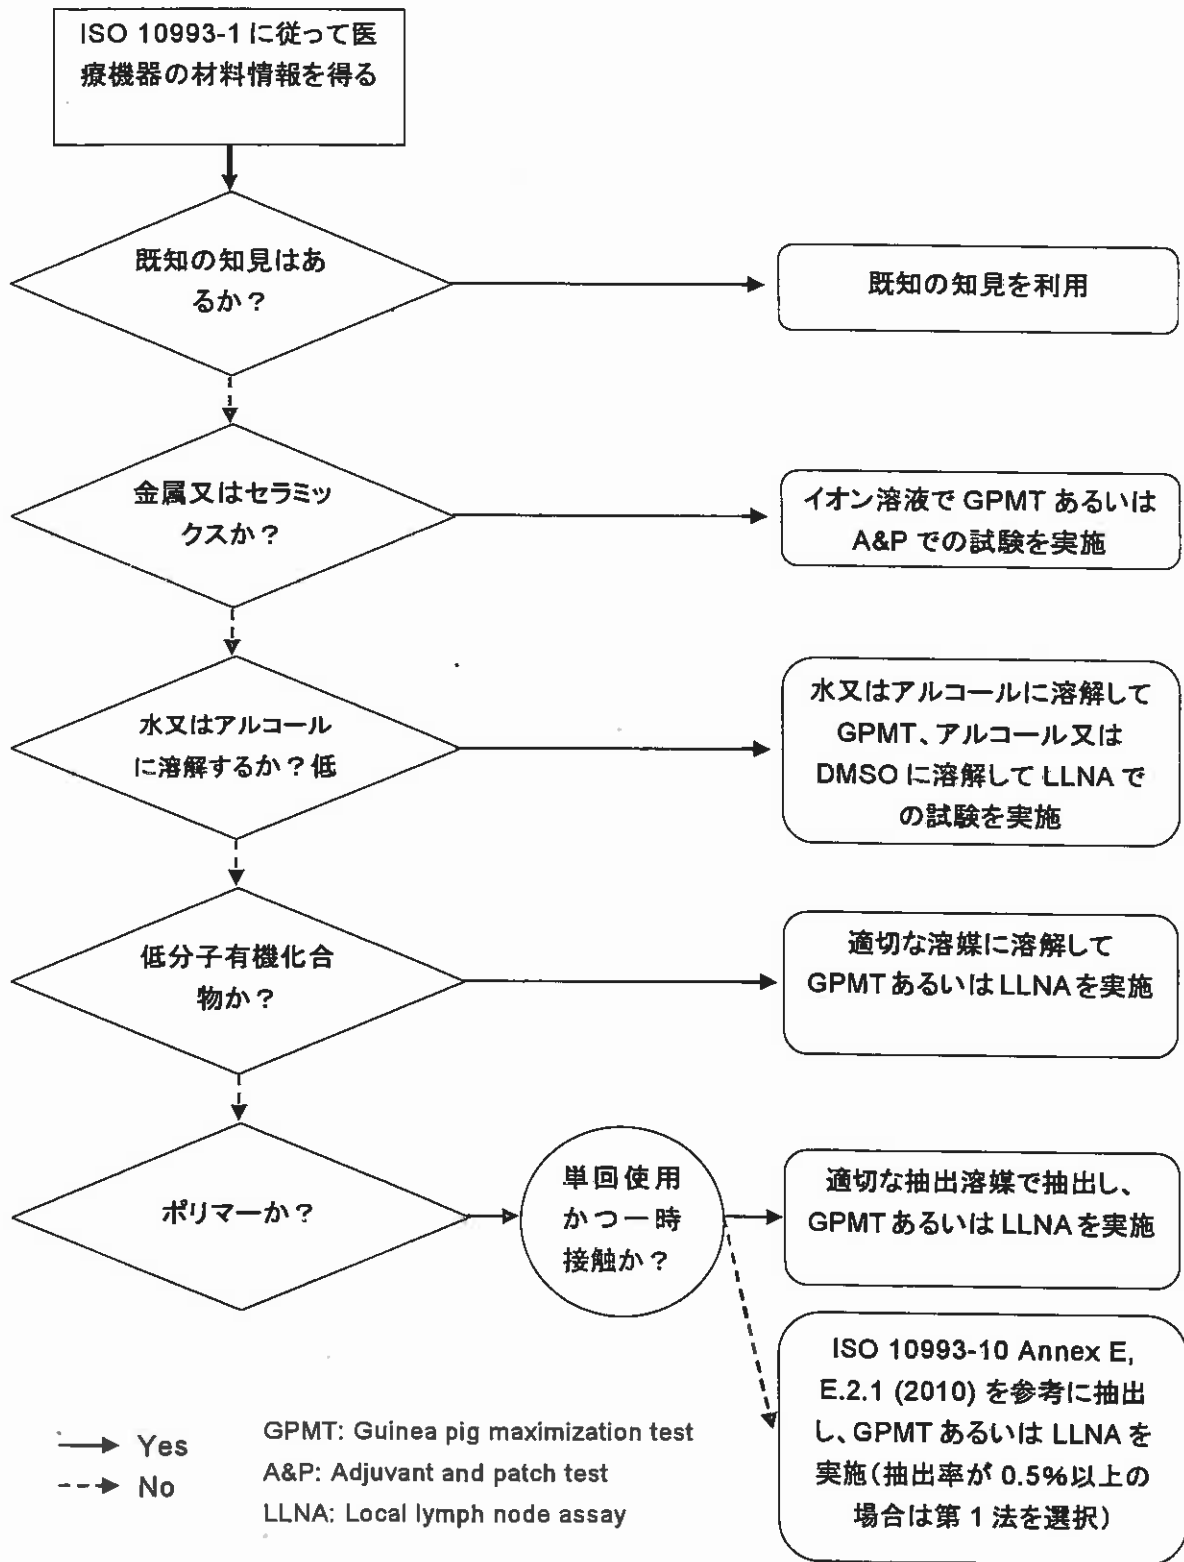 ISO 10993-1 に従って医
療機器の材料情報を得る
既知の知見はあ
るか？
既知の知見を利用
金属又はセラミッ
クスか？
イオン溶液で GPMT あるいは
A&P での試験を実施
水又はアルコール
に溶解するか？低
水又はアルコールに溶解して
GPMT、アルコール又は
DMSO に溶解して LLNA で
の試験を実施
低分子有機化合
物か？
適切な溶媒に溶解して
GPMT あるいは LLNA を実施
ポリマーか？
単回使用
かつ一時
接触か？
適切な抽出溶媒で抽出し、
GPMT あるいは LLNA を実施
ISO 10993-10 Annex E,
E.2.1 (2010) を参考に抽出
し、GPMT あるいは LLNA を
実施（抽出率が 0.5%以上の
場合は第 1 法を選択）
Yes
No
GPMT: Guinea pig maximization test
A&P: Adjuvant and patch test
LLNA: Local lymph node assay